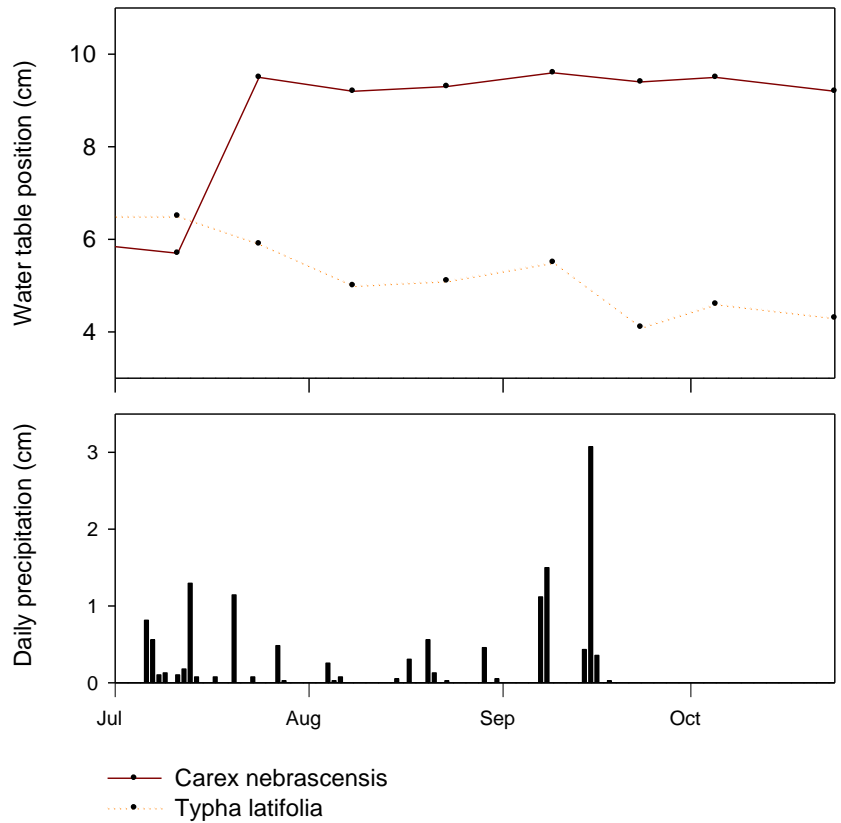 Water table position (cm)
10
8
6
4
Daily precipitation (cm)
3
2
1
0
Jul Aug Sep Oct
Carex nebrascensis
Typha latifolia